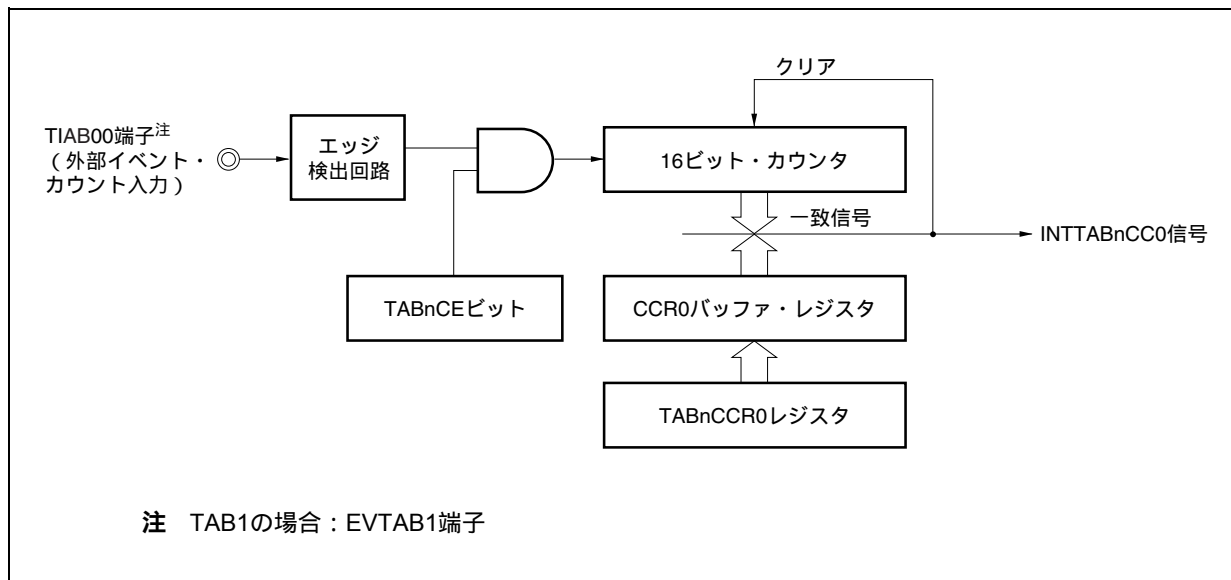 クリア
TIAB00端子注
（外部イベント・
カウント入力）
エッジ
検出回路
16ビット・カウンタ
一致信号
INTTABnCC0信号
TABnCEビット
CCR0バッファ・レジスタ
TABnCCR0レジスタ
注　TAB1の場合：EVTAB1端子